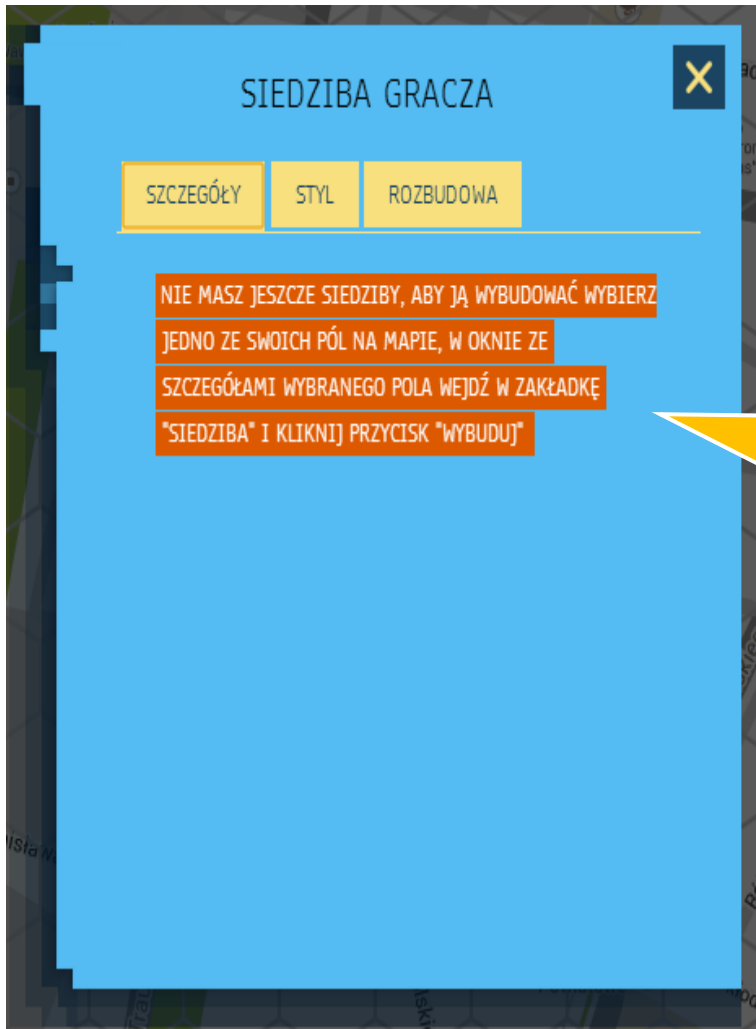 SIEDZIBA GRACZA
X
SZCZEGÓŁY STYL ROZBUDOWA
NIE MASZ JESZCZE SIEDZIBY, ABY JĄ WYBUDOWAĆ WYBIERZ
JEDNO ZE SWOICH PÓL NA MAPIE, W OKNIE ZE
SZCZEGÓŁAMI WYBRANEGO POLA WEJDŹ W ZAKŁADKĘ
"SIEDZIBA" I KLIKNIJ PRZYCISK "WYBUDUJ"